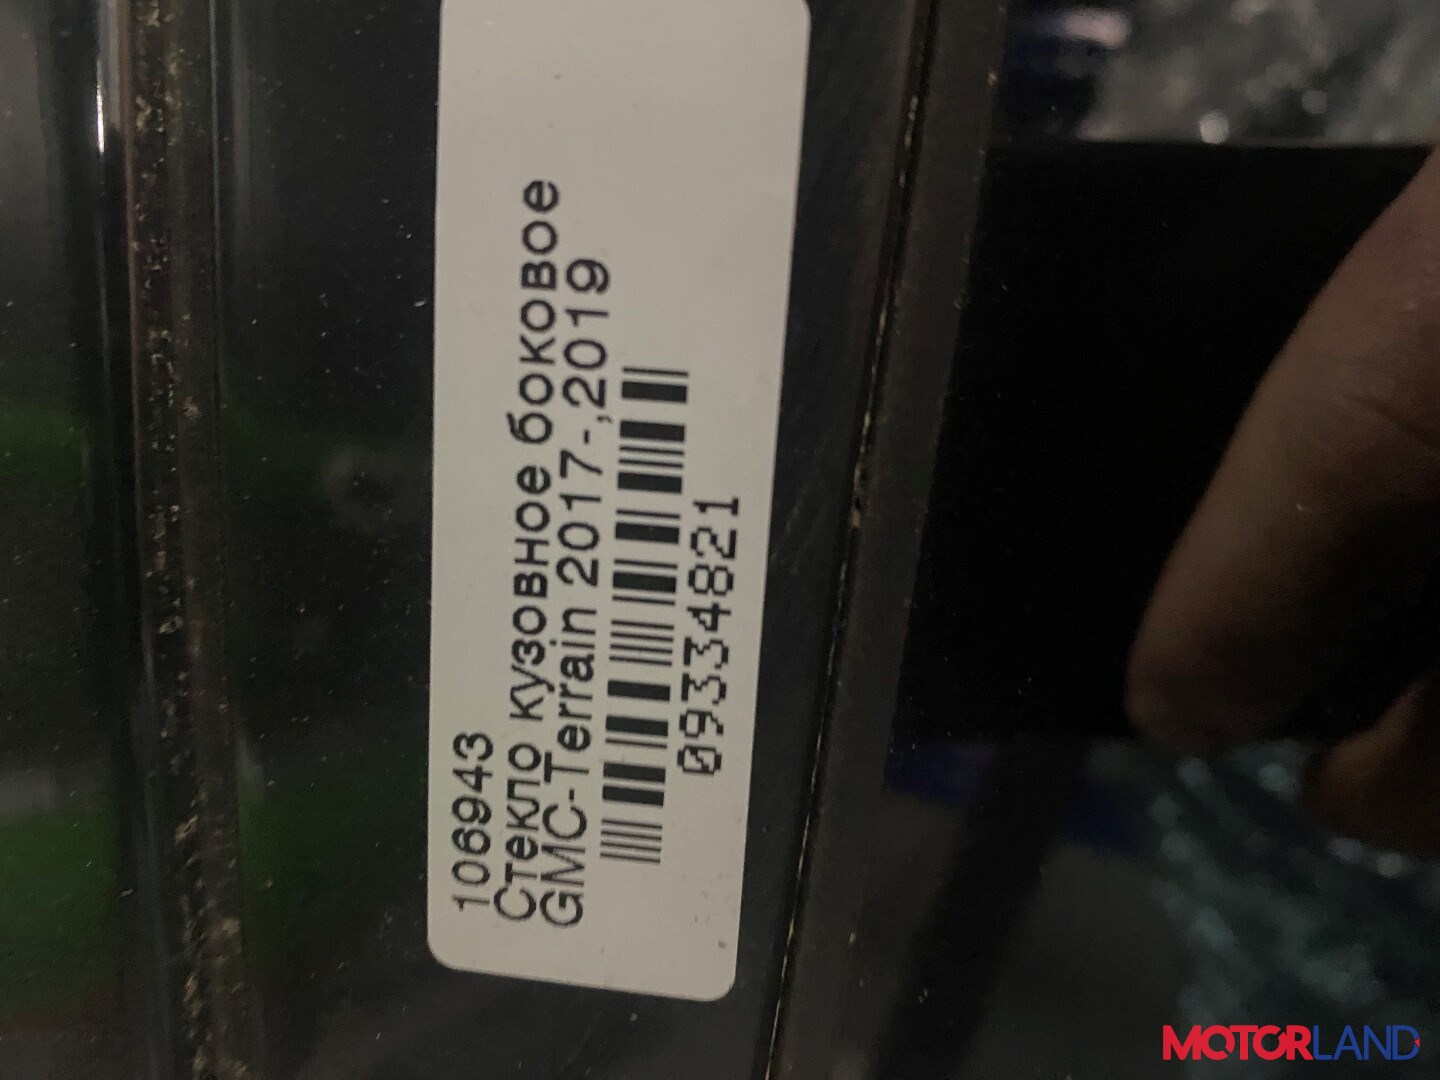 106943
Стекло кузовное боковое
GMC-Terrain 2017-,2019
09334821
MOTORLAND